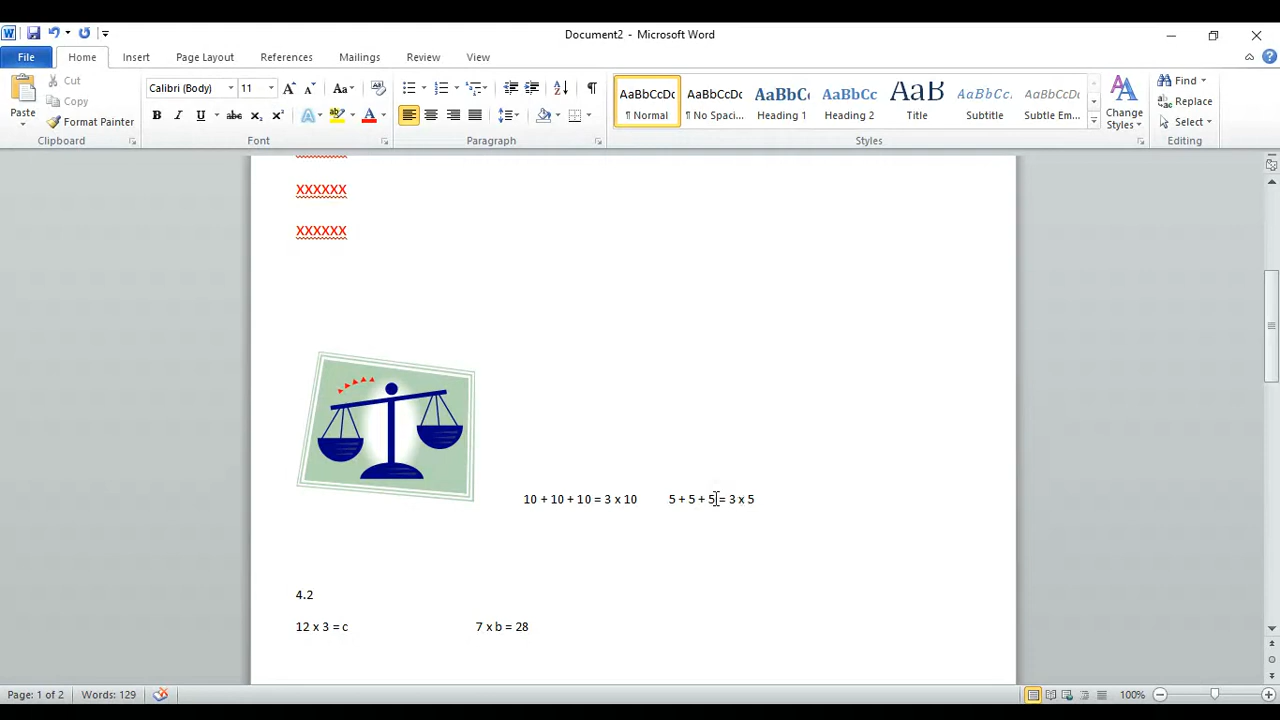 Document2 - Microsoft Word
File Home Insert Page Layout References Mailings Review View
Paste
Cut
Copy
Format Painter
Clipboard
Calibri (Body) 11
Font
Paragraph
AaBbCcDc AaBbCcDc AaBbCc AaBbCc AaB AaBbCc. AaBbCcDc
¶ Normal ¶ No Spaci... Heading 1 Heading 2 Title Subtitle Subtle Em...
Change Styles
Styles
Find
Replace
Select
Editing
XXXXXX
XXXXXX
10 + 10 + 10 = 3 x 10 5 + 5 + 5 = 3 x 5
4.2
12 x 3 = c 7 x b = 28
Page: 1 of 2 Words: 129 100%